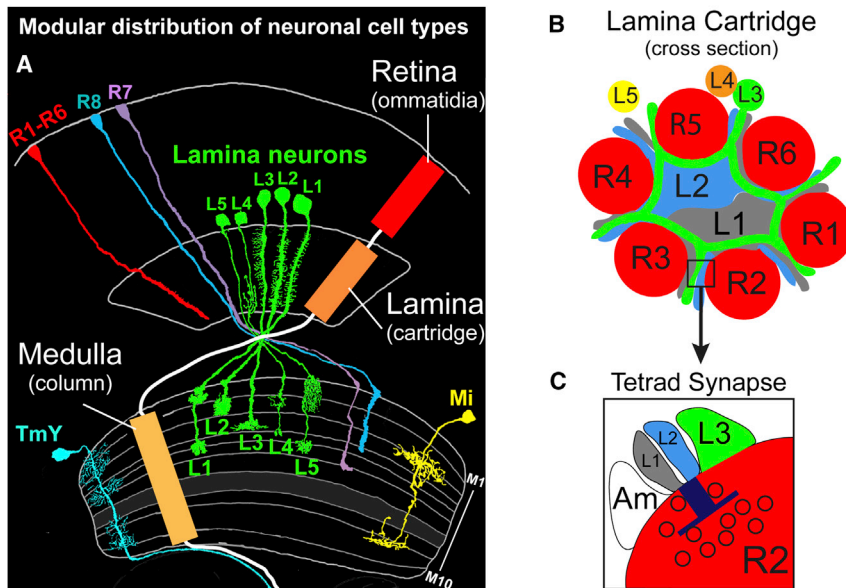 Modular distribution of neuronal cell types
A
Retina
(ommatidia)
R1-R6
R8
R7
Lamina neurons
L5
L4
L3
L2
L1
Lamina
(cartridge)
Medulla
(column)
TmY
L1
L2
L3
L4
L5
Mi
M1
M10
B
Lamina Cartridge
(cross section)
L5
L4
L3
R5
R4
R6
L2
L1
R3
R1
R2
C
Tetrad Synapse
L1
L2
L3
Am
R2